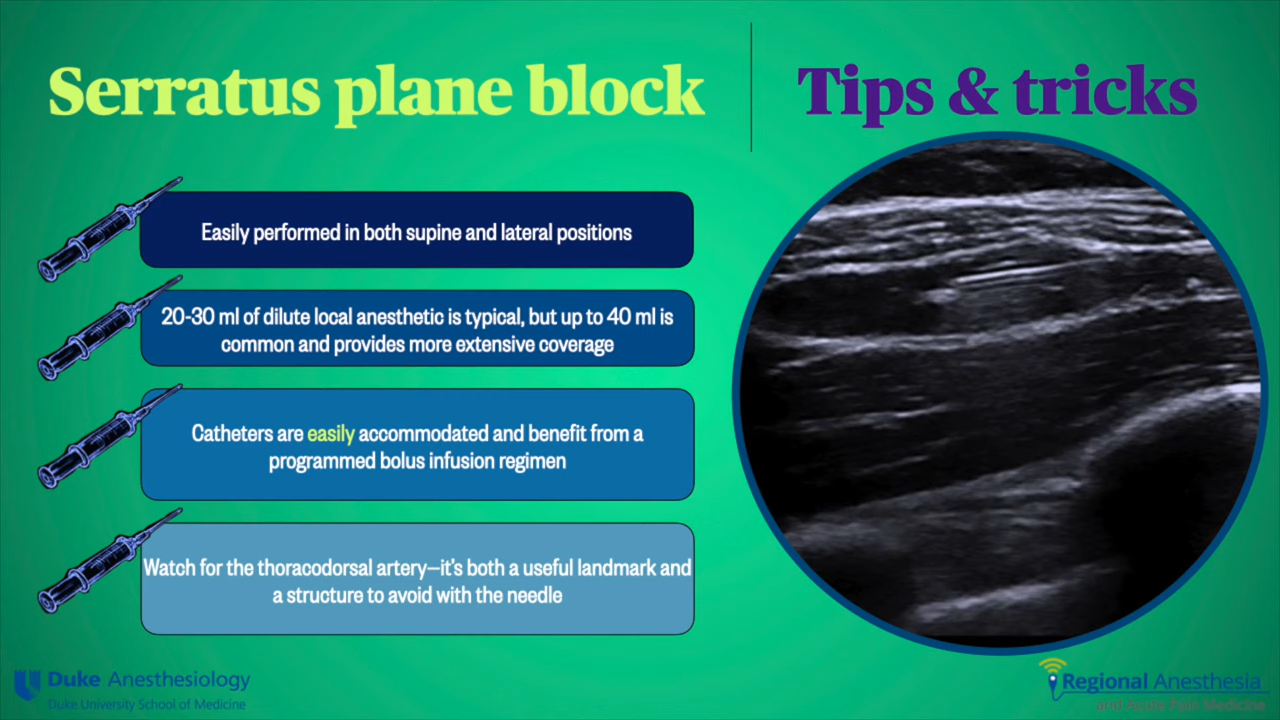 Serratus plane block
Tips & tricks
Easily performed in both supine and lateral positions
20-30 ml of dilute local anesthetic is typical, but up to 40 ml is
common and provides more extensive coverage
Catheters are easily accommodated and benefit from a
programmed bolus infusion regimen
Watch for the thoracodorsal artery—it's both a useful landmark and
a structure to avoid with the needle
Duke Anesthesiology
Duke University School of Medicine
Regional Anesthesia
and Acute Pain Medicine